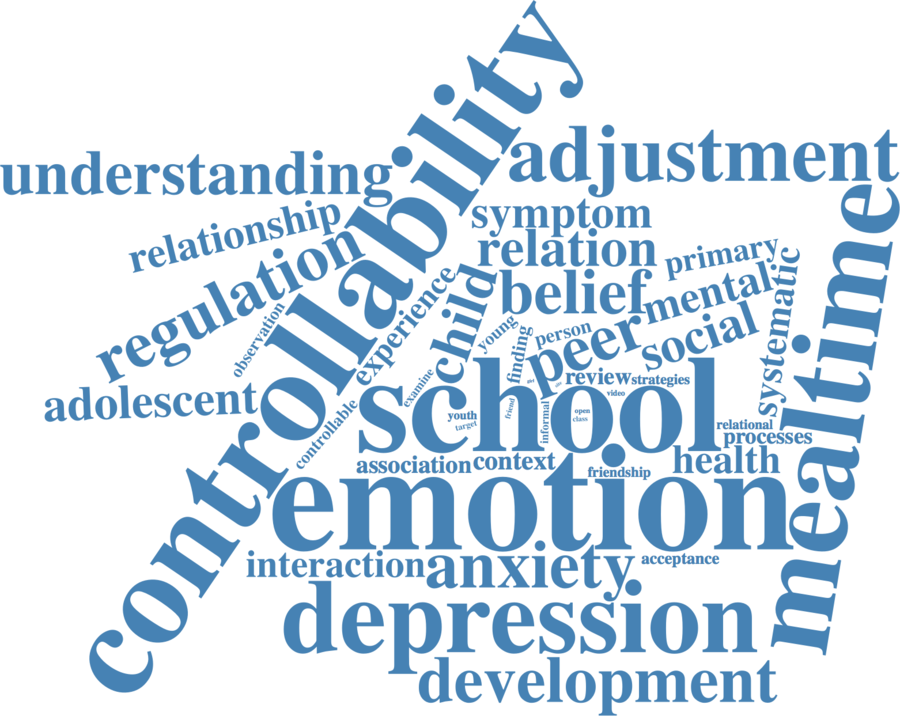 controllability
adjustment
understanding
mealtime
symptom
relationship
relation
regulation
primary
belief
mental
child
systematic
experience
observation
young
finding
person
peer
social
adolescent
examine
review
strategies
school
video
youth
target
friend
informal
open
class
controllable
relational
processes
association
context
friendship
health
emotion
interaction
anxiety
acceptance
depression
development